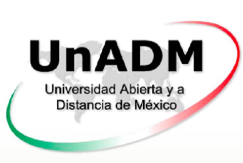 UnADM
Universidad Abierta y a
Distancia de México